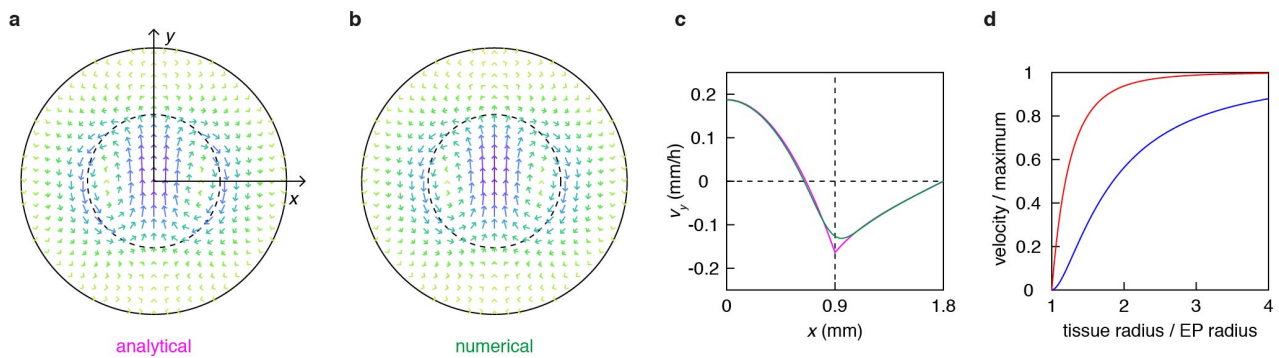 a
y
x
analytical
b
numerical
c
0.2
0.1
0
-0.1
-0.2
v_y (mm/h)
0
0.9
1.8
x (mm)
d
1
0.8
0.6
0.4
0.2
0
velocity / maximum
1
2
3
4
tissue radius / EP radius